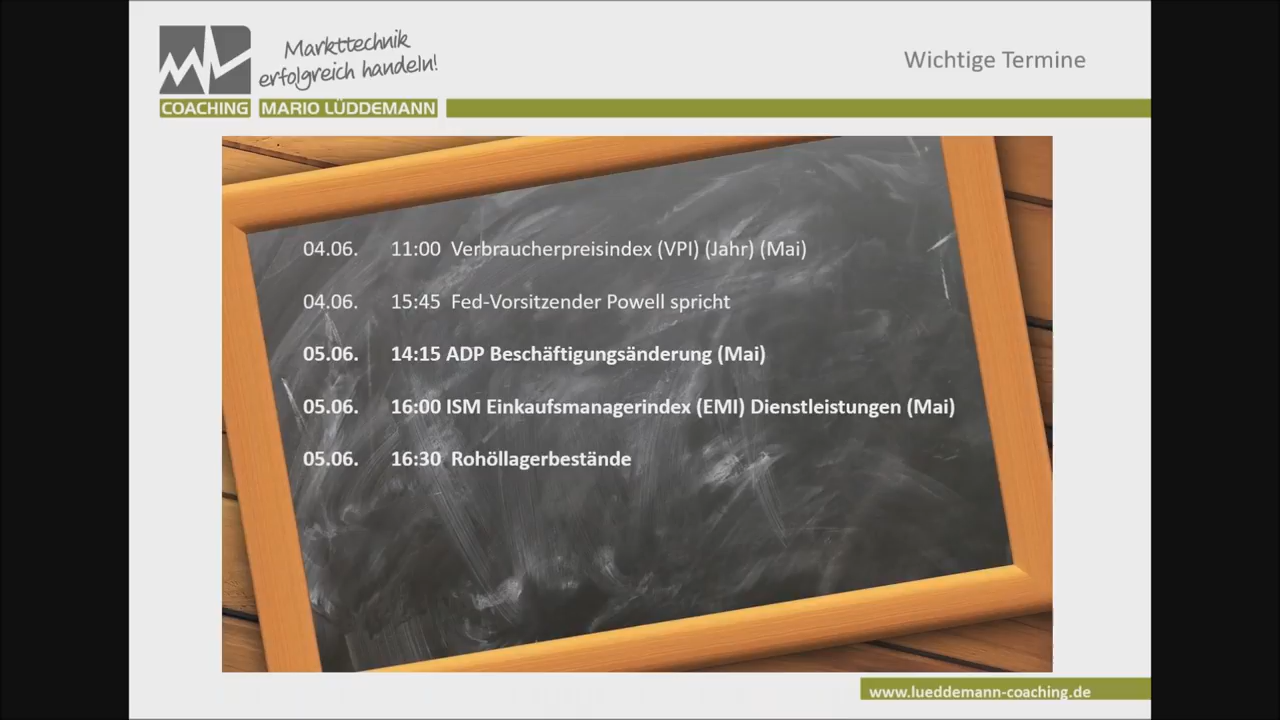 Markttechnik
erfolgreich handeln!
COACHING MARIO LÜDDEMANN
Wichtige Termine
04.06. 11:00 Verbraucherpreisindex (VPI) (Jahr) (Mai)
04.06. 15:45 Fed-Vorsitzender Powell spricht
05.06. 14:15 ADP Beschäftigungsänderung (Mai)
05.06. 16:00 ISM Einkaufsmanagerindex (EMI) Dienstleistungen (Mai)
05.06. 16:30 Rohöllagerbestände
www.lueddemann-coaching.de